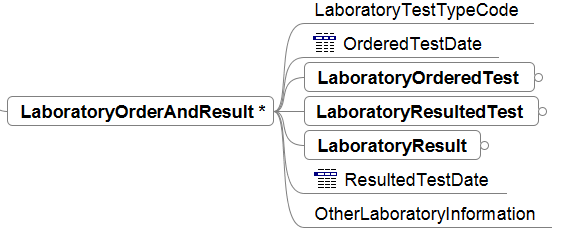 LaboratoryTestTypeCode
OrderedTestDate
LaboratoryOrderedTest
LaboratoryOrderAndResult *
LaboratoryResultedTest
LaboratoryResult
ResultedTestDate
OtherLaboratoryInformation